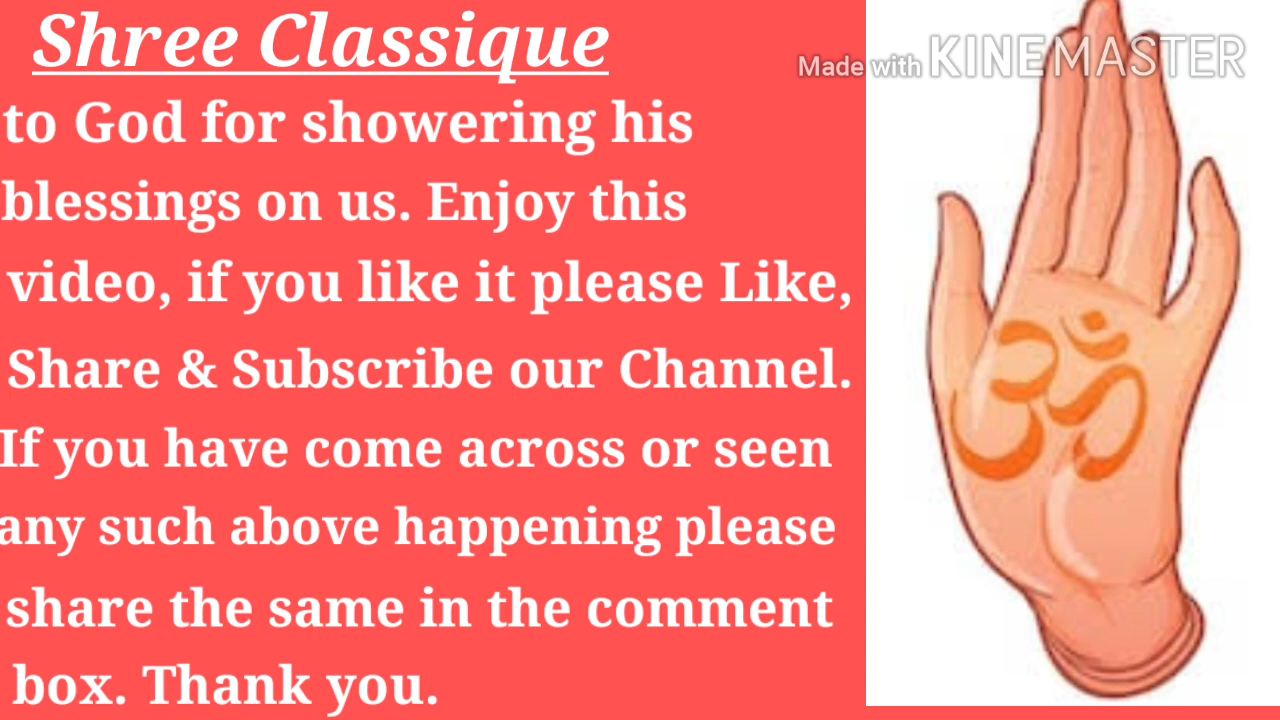 Shree Classique
Made with KINEMASTER
to God for showering his
blessings on us. Enjoy this
video, if you like it please Like,
Share & Subscribe our Channel.
If you have come across or seen
any such above happening please
share the same in the comment
box. Thank you.
ॐ